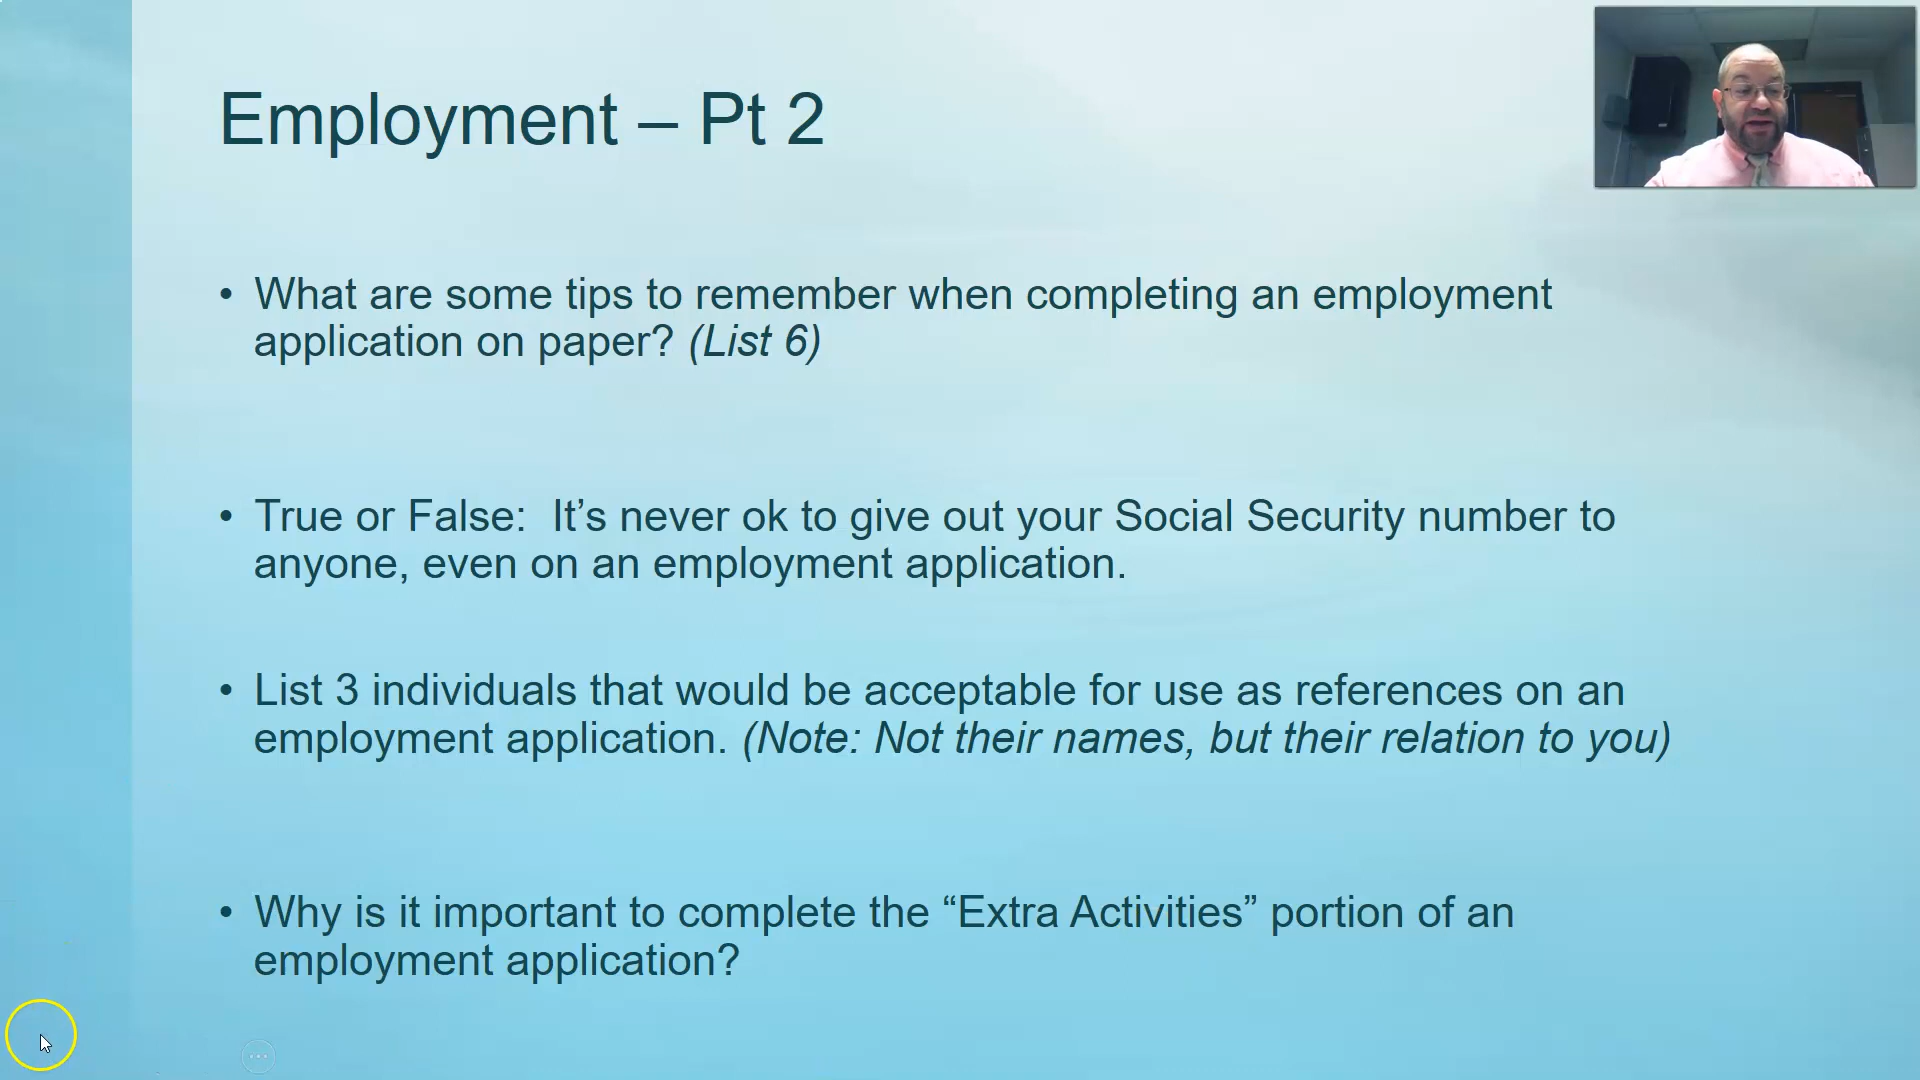 Employment – Pt 2
• What are some tips to remember when completing an employment
application on paper? (List 6)
• True or False:  It’s never ok to give out your Social Security number to
anyone, even on an employment application.
• List 3 individuals that would be acceptable for use as references on an
employment application. (Note: Not their names, but their relation to you)
• Why is it important to complete the “Extra Activities” portion of an
employment application?